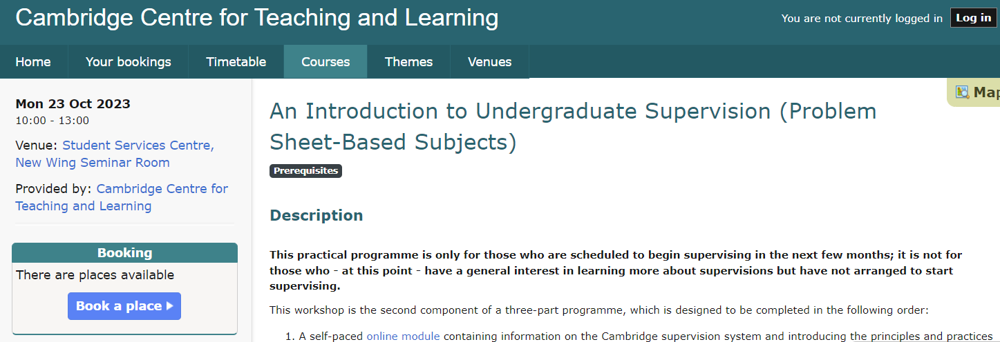 Cambridge Centre for Teaching and Learning
You are not currently logged in Log in
Home Your bookings Timetable Courses Themes Venues
Map
Mon 23 Oct 2023
10:00 - 13:00
Venue: Student Services Centre,
New Wing Seminar Room
Provided by: Cambridge Centre for
Teaching and Learning
Booking
There are places available
Book a place
An Introduction to Undergraduate Supervision (Problem
Sheet-Based Subjects)
Prerequisites
Description
This practical programme is only for those who are scheduled to begin supervising in the next few months; it is not for
those who - at this point - have a general interest in learning more about supervisions but have not arranged to start
supervising.
This workshop is the second component of a three-part programme, which is designed to be completed in the following order:
1. A self-paced online module containing information on the Cambridge supervision system and introducing the principles and practices